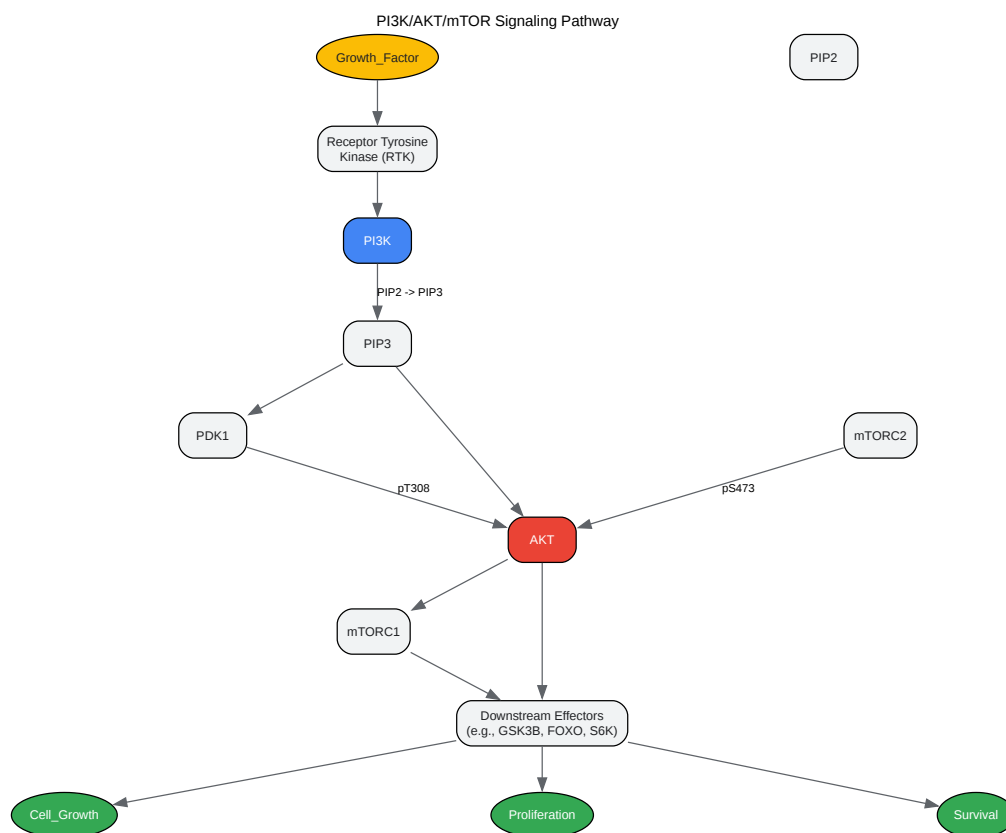 PI3K/AKT/mTOR Signaling Pathway
Growth_Factor
PIP2
Receptor Tyrosine
Kinase (RTK)
PI3K
PIP2 -> PIP3
PIP3
PDK1
mTORC2
pT308
pS473
AKT
mTORC1
Downstream Effectors
(e.g., GSK3B, FOXO, S6K)
Cell_Growth
Proliferation
Survival